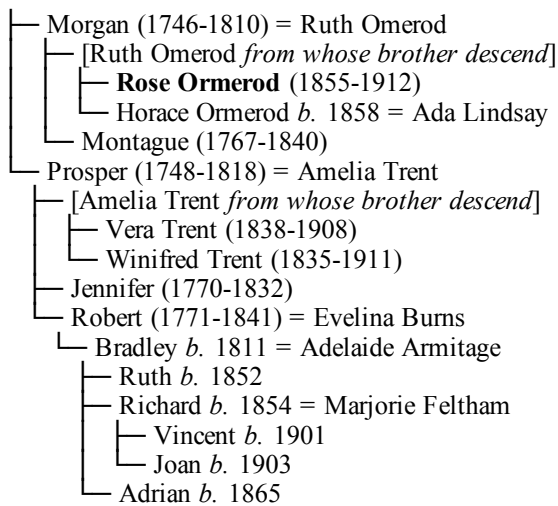 Morgan (1746-1810) = Ruth Omerod
[Ruth Omerod from whose brother descend]
Rose Ormerod (1855-1912)
Horace Ormerod b. 1858 = Ada Lindsay
Montague (1767-1840)
Prosper (1748-1818) = Amelia Trent
[Amelia Trent from whose brother descend]
Vera Trent (1838-1908)
Winifred Trent (1835-1911)
Jennifer (1770-1832)
Robert (1771-1841) = Evelina Burns
Bradley b. 1811 = Adelaide Armitage
Ruth b. 1852
Richard b. 1854 = Marjorie Feltham
Vincent b. 1901
Joan b. 1903
Adrian b. 1865